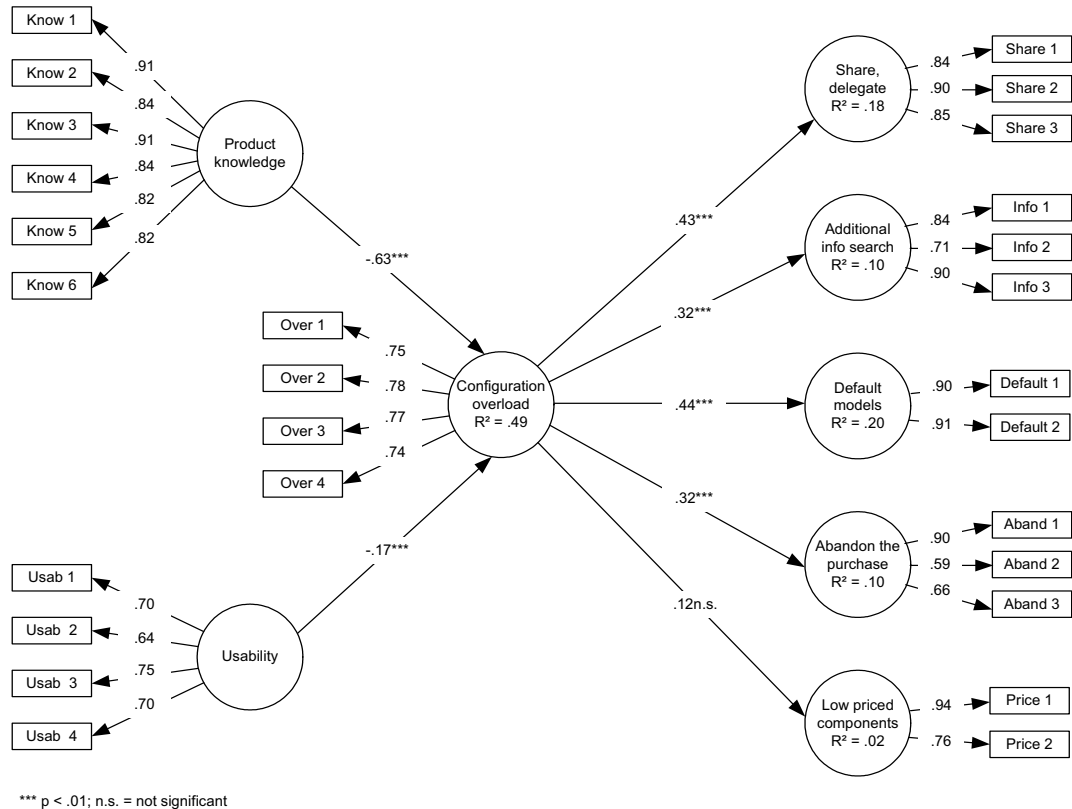 Know 1
Know 2
Know 3
Know 4
Know 5
Know 6
.91
.84
.91
.84
.82
.82
Product
knowledge
-.63***
Over 1
Over 2
Over 3
Over 4
.75
.78
.77
.74
Configuration
overload
R² = .49
Usab 1
Usab 2
Usab 3
Usab 4
.70
.64
.75
.70
Usability
-.17***
.43***
.32***
.44***
.32***
.12n.s.
Share,
delegate
R² = .18
.84
.90
.85
Share 1
Share 2
Share 3
Additional
info search
R² = .10
.84
.71
.90
Info 1
Info 2
Info 3
Default
models
R² = .20
.90
.91
Default 1
Default 2
Abandon the
purchase
R² = .10
.90
.59
.66
Aband 1
Aband 2
Aband 3
Low priced
components
R² = .02
.94
.76
Price 1
Price 2
*** p < .01; n.s. = not significant